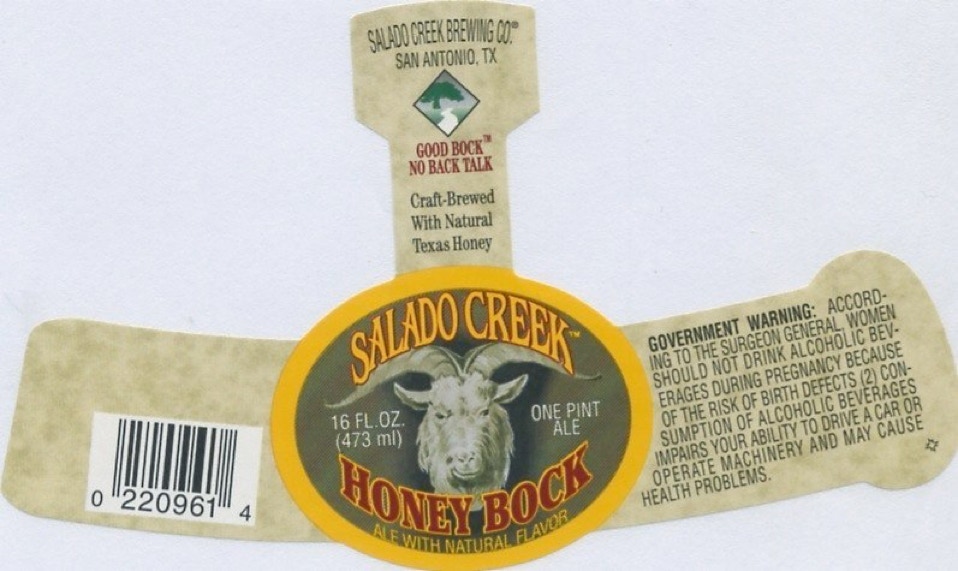 SALADO CREEK BREWING CO.®
SAN ANTONIO, TX
GOOD BOCK™
NO BACK TALK
Craft-Brewed
With Natural
Texas Honey
SALADO CREEK™
16 FL.OZ.
(473 ml)
ONE PINT
ALE
HONEY BOCK
ALE WITH NATURAL FLAVOR
0 220961 4
GOVERNMENT WARNING: ACCORD-
ING TO THE SURGEON GENERAL, WOMEN
SHOULD NOT DRINK ALCOHOLIC BEV-
ERAGES DURING PREGNANCY BECAUSE
OF THE RISK OF BIRTH DEFECTS (2) CON-
SUMPTION OF ALCOHOLIC BEVERAGES
IMPAIRS YOUR ABILITY TO DRIVE A CAR OR
OPERATE MACHINERY AND MAY CAUSE
HEALTH PROBLEMS.